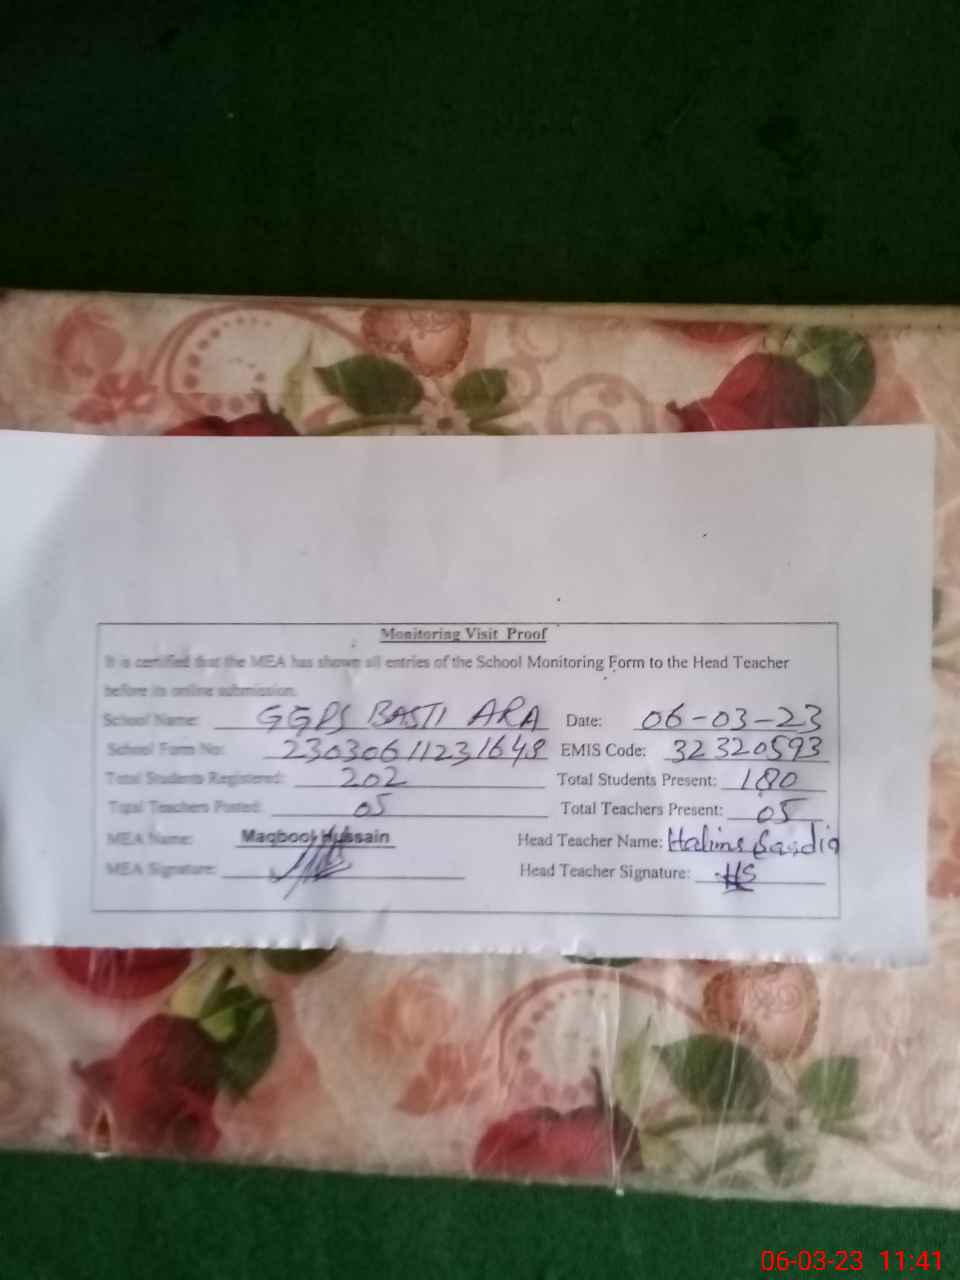 Monitoring Visit Proof
It is certified that the MEA has shown all entries of the School Monitoring Form to the Head Teacher
before its online submission.
School Name: GGPS BASTI ARA Date: 06-03-23
School Form No: 23030611231648 EMIS Code: 32320593
Total Students Registered: 202 Total Students Present: 180
Total Teachers Posted: 05 Total Teachers Present: 05
MEA Name: Maqbool Hussain Head Teacher Name: Sasdia
MEA Signature: Head Teacher Signature: HS
06-03-23 11:41